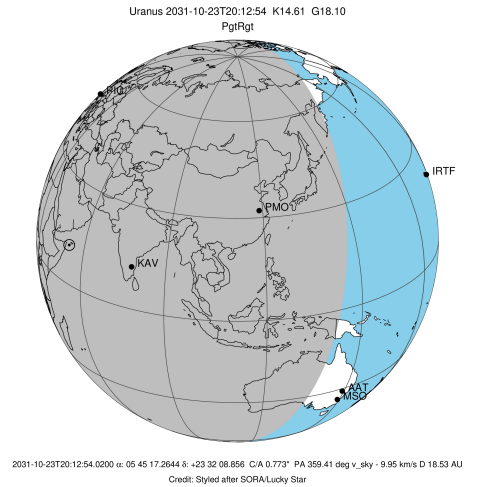 Uranus 2031-10-23T20:12:54 K14.61 G18.10
PgtRgt
IRTF
PMO
KAV
AAT
MSO
2031-10-23T20:12:54.0200 α: 05 45 17.2644 δ: +23 32 08.856 C/A 0.773" PA 359.41 deg v_sky - 9.95 km/s D 18.53 AU
Credit: Styled after SORA/Lucky Star